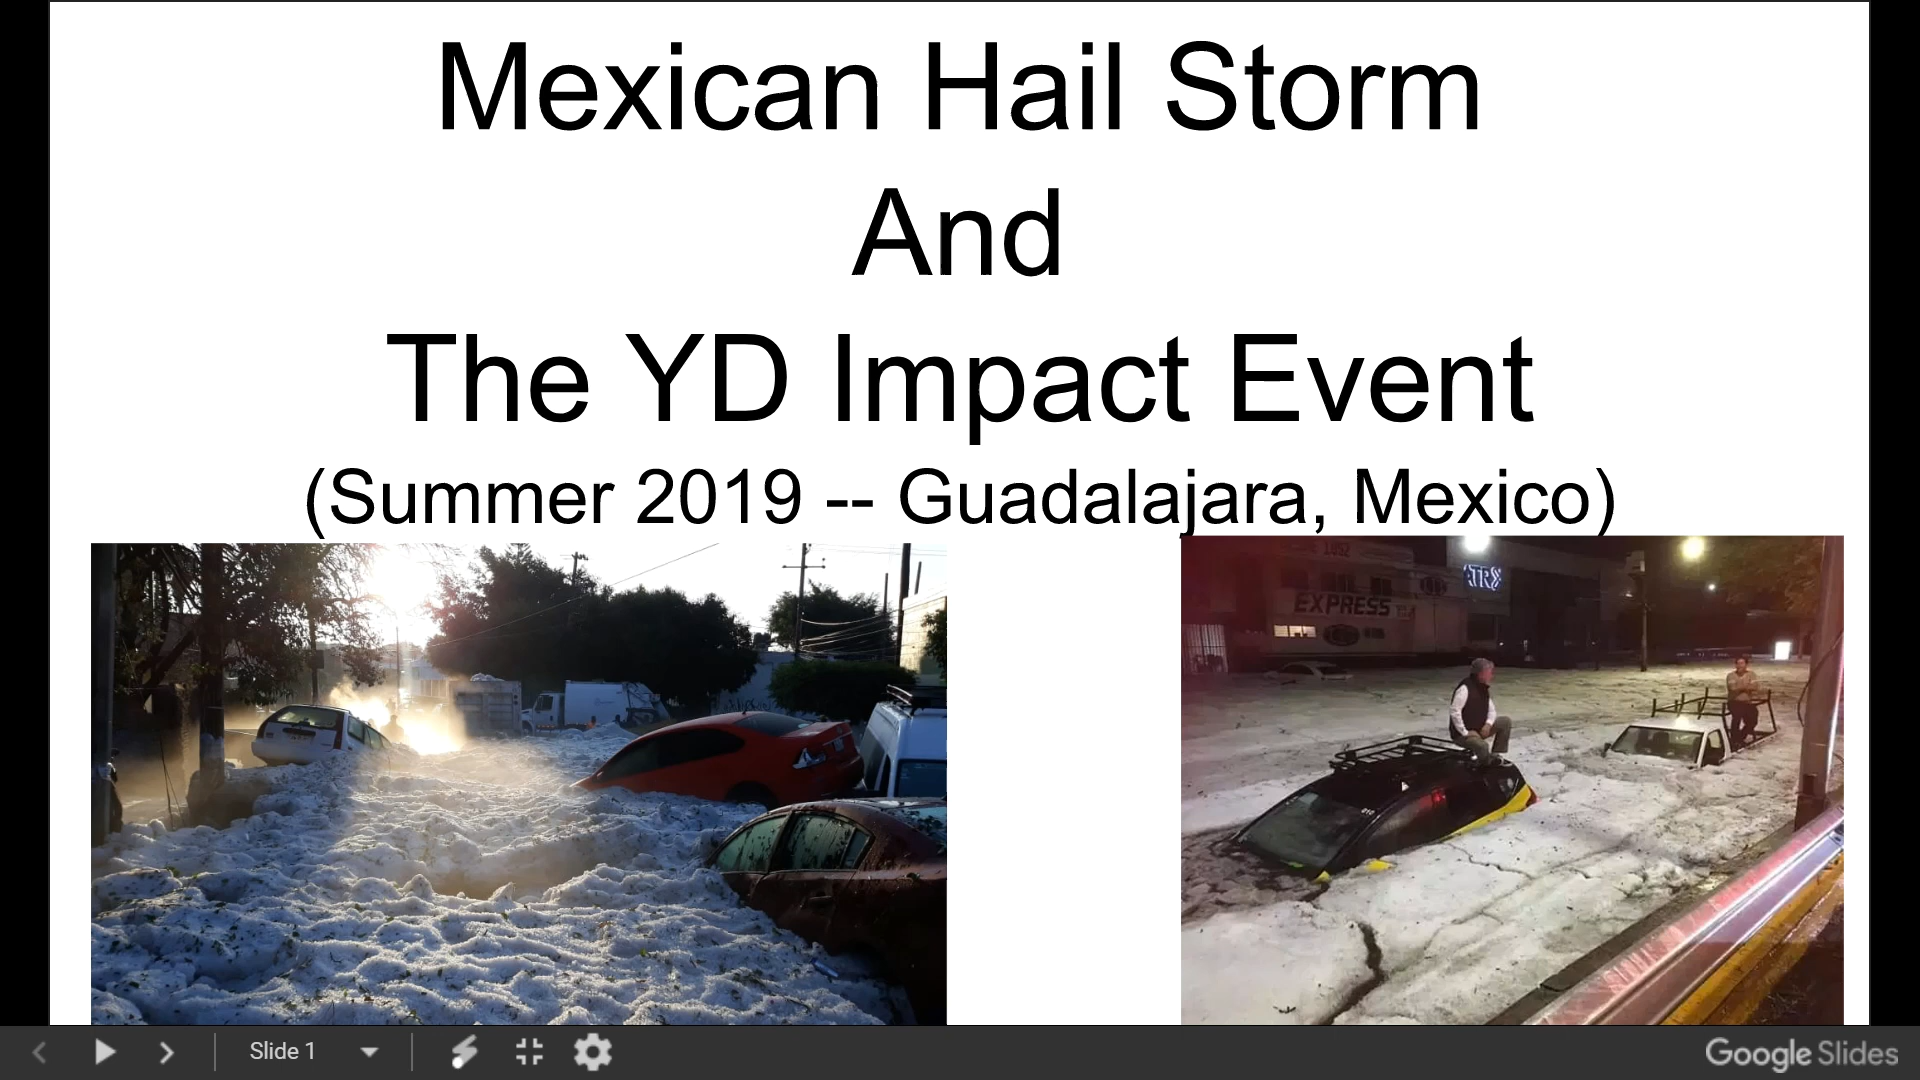 Mexican Hail Storm
And
The YD Impact Event
(Summer 2019 -- Guadalajara, Mexico)
EXPRESS
Slide 1
Google Slides